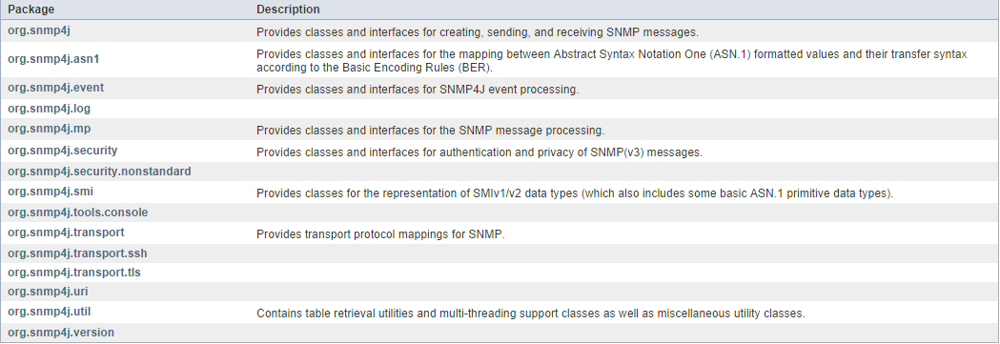 Package Description
org.snmp4j Provides classes and interfaces for creating, sending, and receiving SNMP messages.
org.snmp4j.asn1 Provides classes and interfaces for the mapping between Abstract Syntax Notation One (ASN.1) formatted values and their transfer syntax
according to the Basic Encoding Rules (BER).
org.snmp4j.event Provides classes and interfaces for SNMP4J event processing.
org.snmp4j.log
org.snmp4j.mp Provides classes and interfaces for the SNMP message processing.
org.snmp4j.security Provides classes and interfaces for authentication and privacy of SNMP(v3) messages.
org.snmp4j.security.nonstandard
org.snmp4j.smi Provides classes for the representation of SMIv1/v2 data types (which also includes some basic ASN.1 primitive data types).
org.snmp4j.tools.console
org.snmp4j.transport Provides transport protocol mappings for SNMP.
org.snmp4j.transport.ssh
org.snmp4j.transport.tls
org.snmp4j.uri
org.snmp4j.util Contains table retrieval utilities and multi-threading support classes as well as miscellaneous utility classes.
org.snmp4j.version